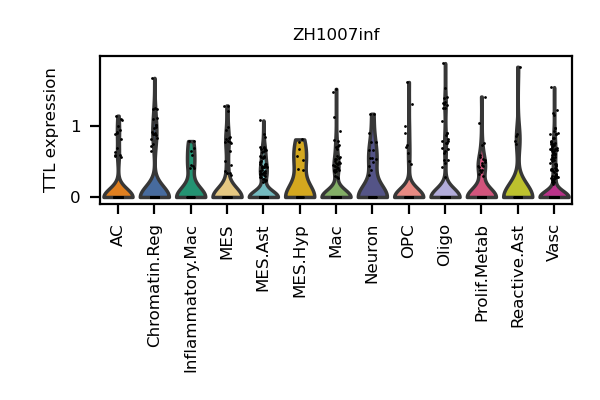 ZH1007inf
TTL expression
1
0
AC
Chromatin.Reg
Inflammatory.Mac
MES
MES.Ast
MES.Hyp
Mac
Neuron
OPC
Oligo
Prolif.Metab
Reactive.Ast
Vasc